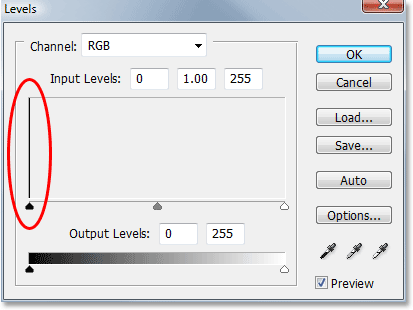 Levels
Channel: RGB
OK
Input Levels: 0 1.00 255
Cancel
Load...
Save...
Auto
Options...
Output Levels: 0 255
Preview